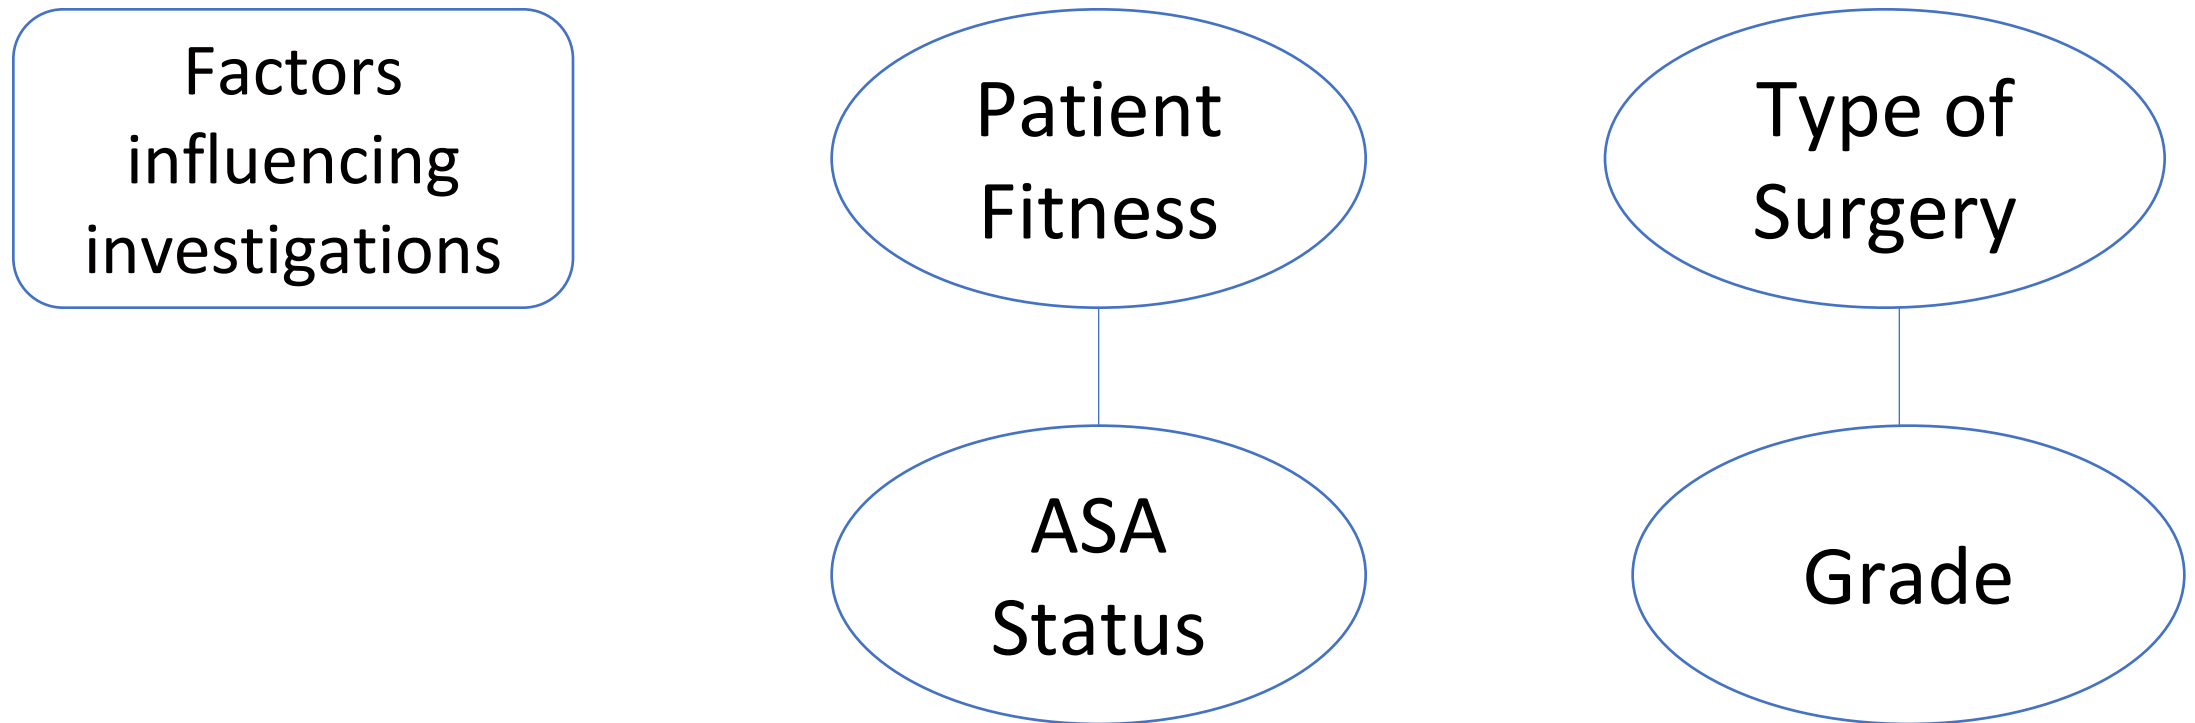 Factors
influencing
investigations
Patient
Fitness
Type of
Surgery
ASA
Status
Grade